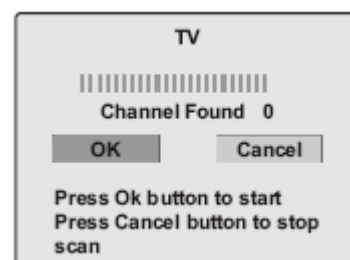 TV
Channel Found 0
OK Cancel
Press Ok button to start
Press Cancel button to stop
scan